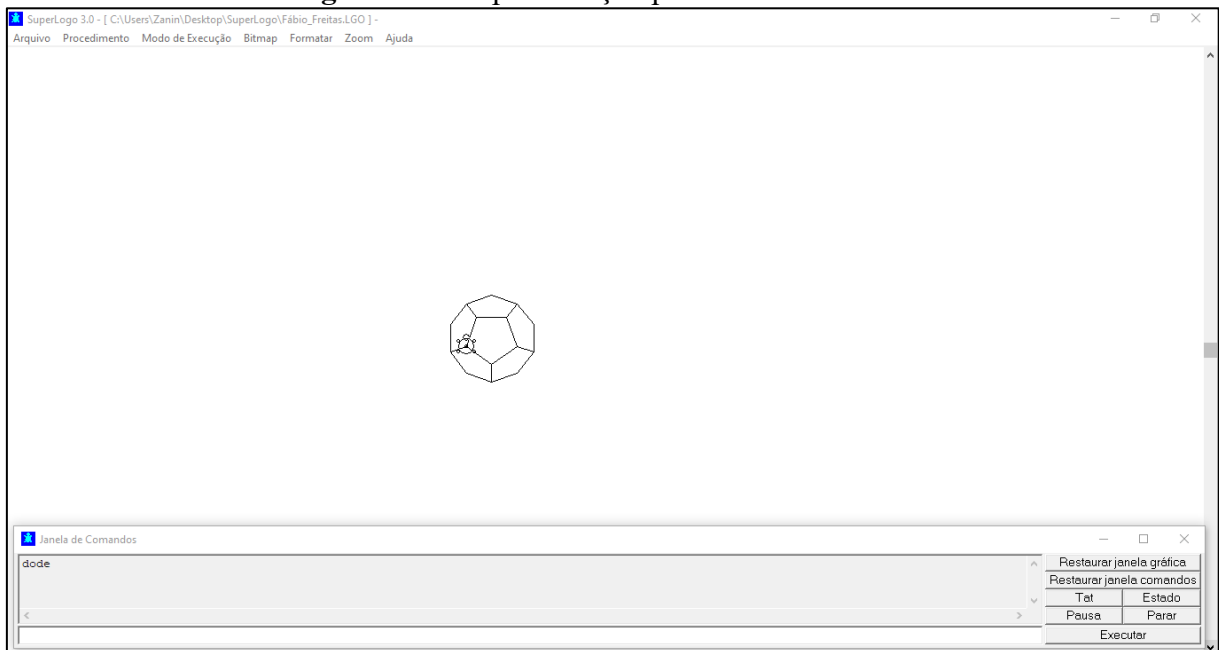 SuperLogo 3.0 - [ C:\Users\Zanin\Desktop\SuperLogo\Fábio_Freitas.LGO ] -
Arquivo Procedimento Modo de Execução Bitmap Formatar Zoom Ajuda
Janela de Comandos
dode
Restaurar janela gráfica
Restaurar janela comandos
Tat Estado
Pausa Parar
Executar